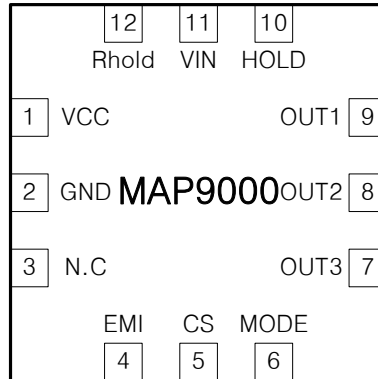 12 11 10
Rhold VIN HOLD
1 VCC OUT1 9
2 GND MAP9000 OUT2 8
3 N.C OUT3 7
EMI CS MODE
4 5 6